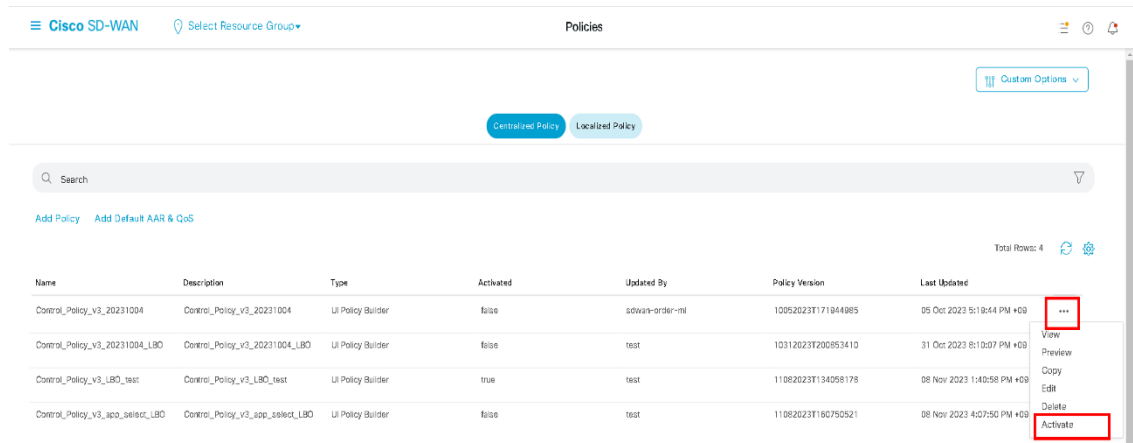 Cisco SD-WAN Select Resource Group▾ Policies
Custom Options
Centralized Policy Localized Policy
Search
Add Policy Add Default AAR & QoS
Total Rows: 4
Name Description Type Activated Updated By Policy Version Last Updated
Control_Policy_v3_20231004 Control_Policy_v3_20231004 UI Policy Builder false sdwan-order-mi 10052023T171944985 05 Oct 2023 5:19:44 PM +09 ...
View
Control_Policy_v3_20231004_LBO Control_Policy_v3_20231004_LBO UI Policy Builder false test 10312023T200853410 31 Oct 2023 8:10:07 PM +09
Preview
Copy
Control_Policy_v3_LBO_test Control_Policy_v3_LBO_test UI Policy Builder true test 11082023T134058178 08 Nov 2023 1:40:58 PM +09
Edit
Delete
Control_Policy_v3_app_select_LBO Control_Policy_v3_app_select_LBO UI Policy Builder false test 11082023T160750521 08 Nov 2023 4:07:50 PM +09
Activate